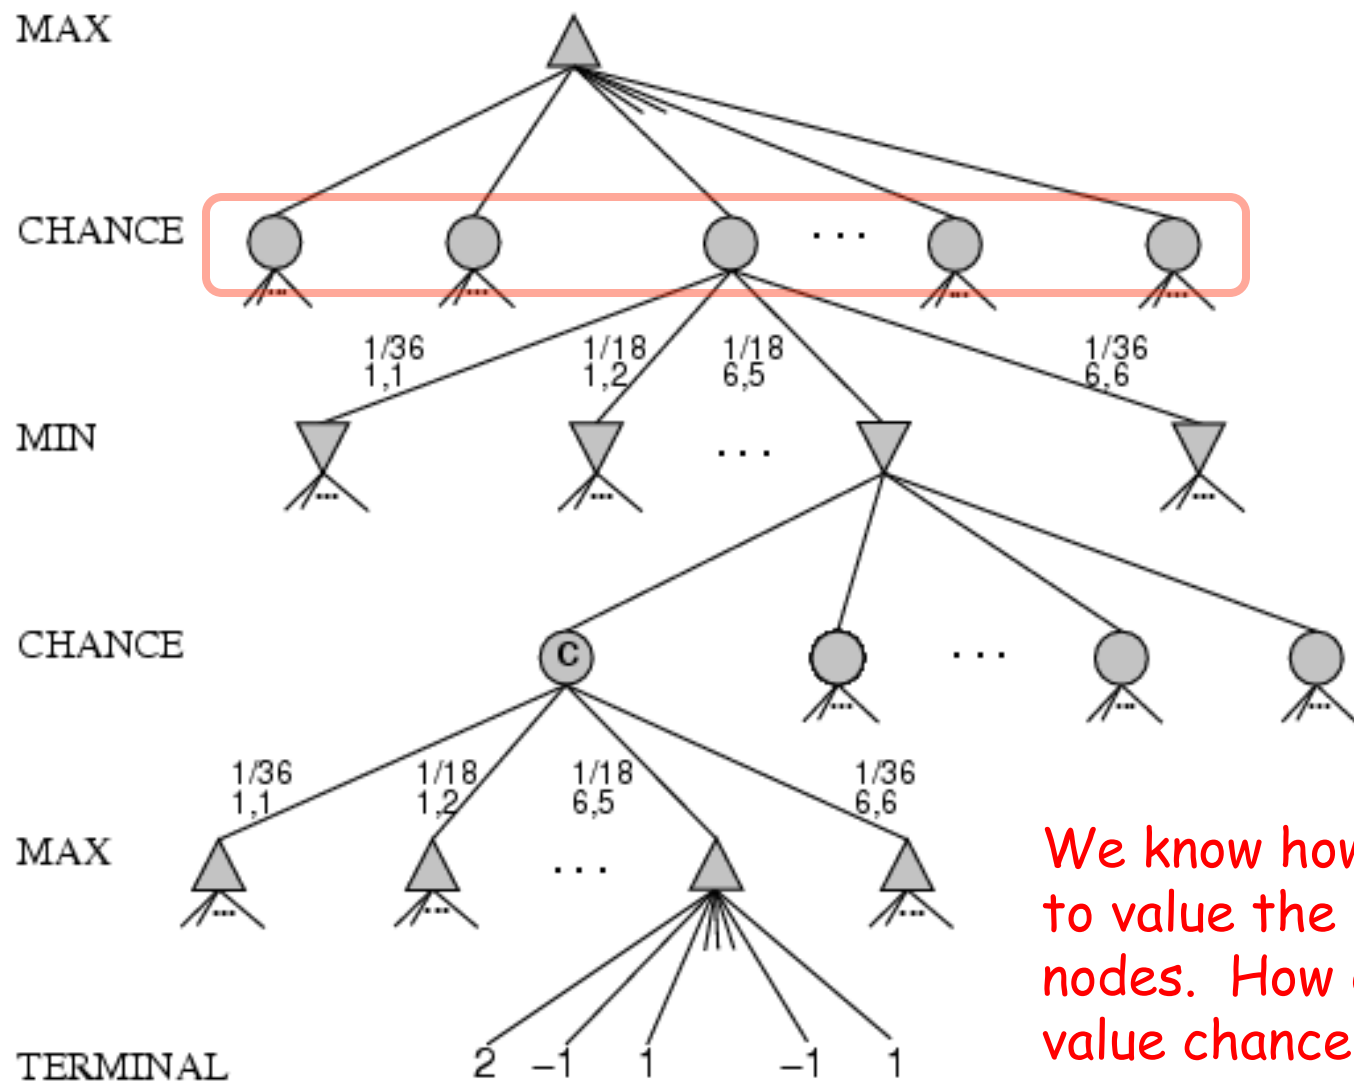 MAX
CHANCE
1/36 1/18 1/18 1/36
1,1 1,2 6,5 6,6
MIN
...
CHANCE
C
1/36 1/18 1/18 1/36
1,1 1,2 6,5 6,6
MAX
We know how
to value the
nodes. How
value chance
TERMINAL
2 –1 1 –1 1